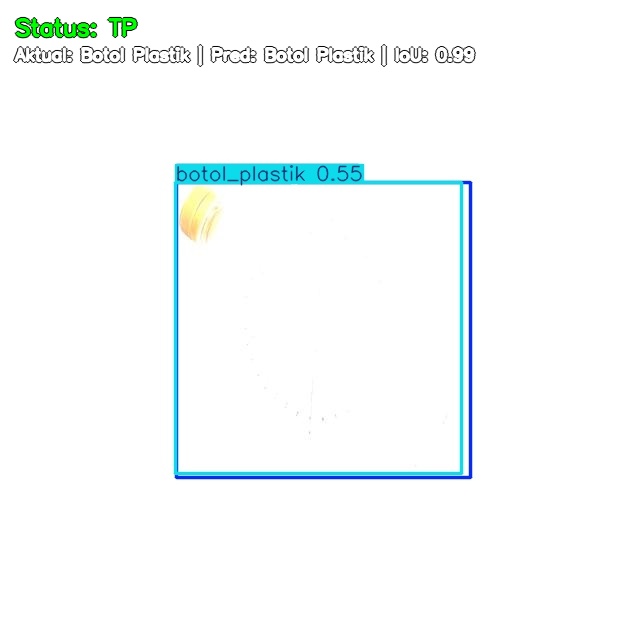 Status: TP
Aktual: Botol Plastik | Pred: Botol Plastik | IoU: 0.99
botol_plastik 0.55